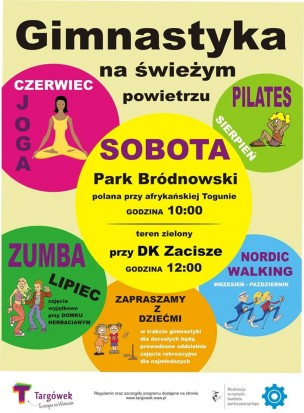 Gimnastyka
na świeżym
powietrzu
CZERWIEC
JOGA
PILATES
SIERPIEŃ
SOBOTA
Park Bródnowski
polana przy afrykańskiej Togunie
GODZINA 10:00
teren zielony
przy DK Zacisze
GODZINA 12:00
ZUMBA
LIPIEC
zajęcia
wyjątkowo
przy DOMKU
HERBACIANYM
NORDIC
WALKING
WRZESIEŃ - PAŹDZIERNIK
ZAPRASZAMY
Z
DZIEĆMI
w trakcie gimnastyki
dla dorosłych będą
prowadzone oddzielnie
zajęcia rekreacyjne
dla najmłodszych
Targówek
Regulamin oraz szczegóły programu dostępne na stronie
www.targowek.waw.pl
Realizacja
w ramach
budżetu
partycypacyjnego